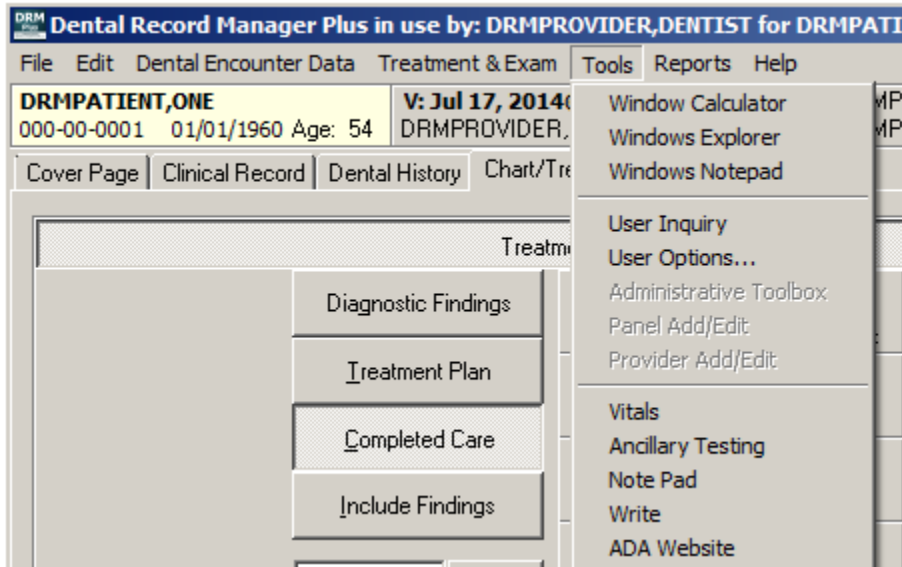 DRM Plus Dental Record Manager Plus in use by: DRMPROVIDER,DENTIST for DRMPATI
File Edit Dental Encounter Data Treatment & Exam Tools Reports Help
DRMPATIENT,ONE V: Jul 17, 2014
000-00-0001 01/01/1960 Age: 54 DRMPROVIDER,
Cover Page Clinical Record Dental History Chart/Tre
Treatm
Diagnostic Findings
Treatment Plan
Completed Care
Include Findings
Window Calculator
Windows Explorer
Windows Notepad
User Inquiry
User Options...
Administrative Toolbox
Panel Add/Edit
Provider Add/Edit
Vitals
Ancillary Testing
Note Pad
Write
ADA Website